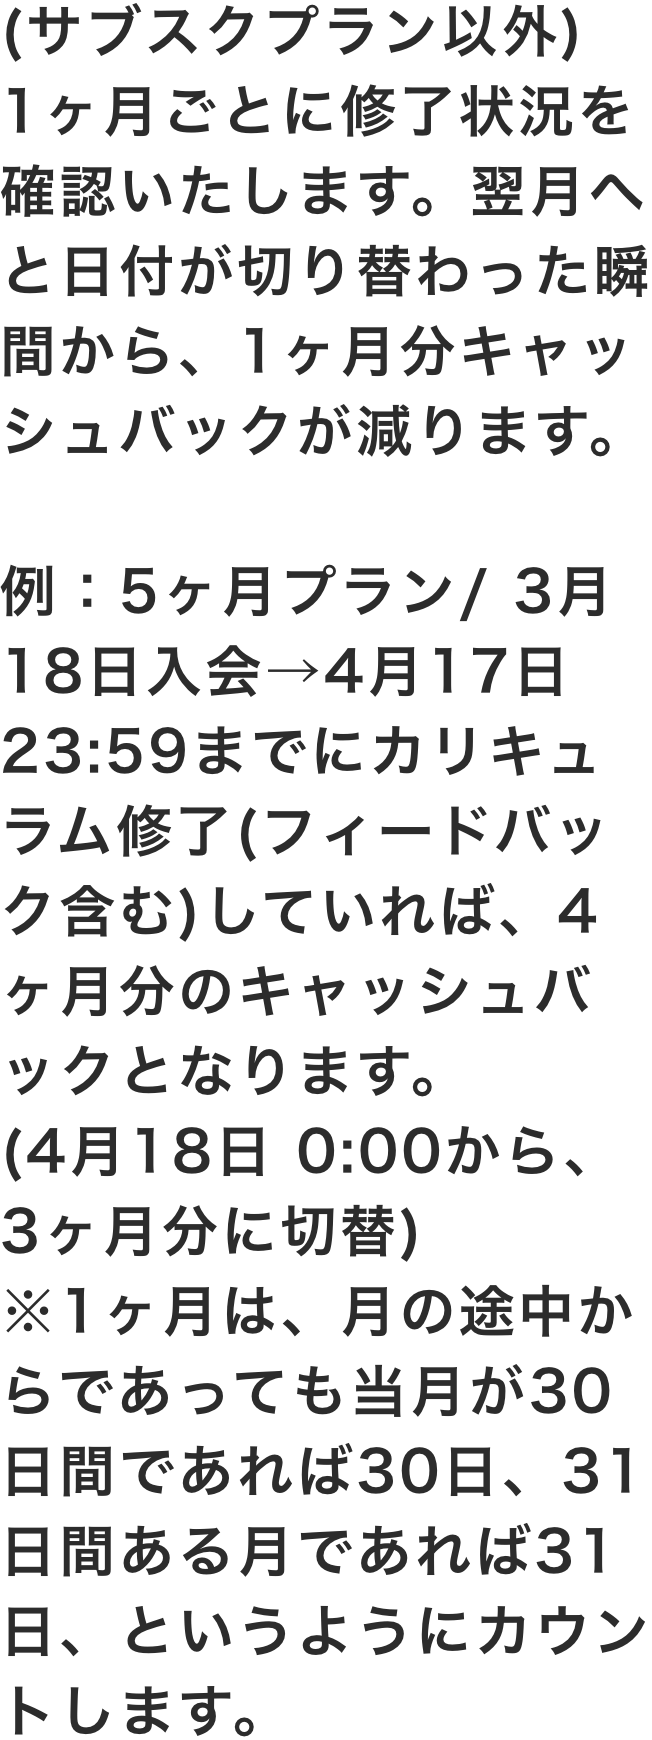 (サブスクプラン以外)
1ヶ月ごとに修了状況を
確認いたします。翌月へ
と日付が切り替わった瞬
間から、1ヶ月分キャッ
シュバックが減ります。
例：5ヶ月プラン/ 3月
18日入会→4月17日
23:59までにカリキュ
ラム修了(フィードバッ
ク含む)していれば、4
ヶ月分のキャッシュバ
ックとなります。
(4月18日 0:00から、
3ヶ月分に切替)
※1ヶ月は、月の途中か
らであっても当月が30
日間であれば30日、31
日間ある月であれば31
日、というようにカウン
トします。